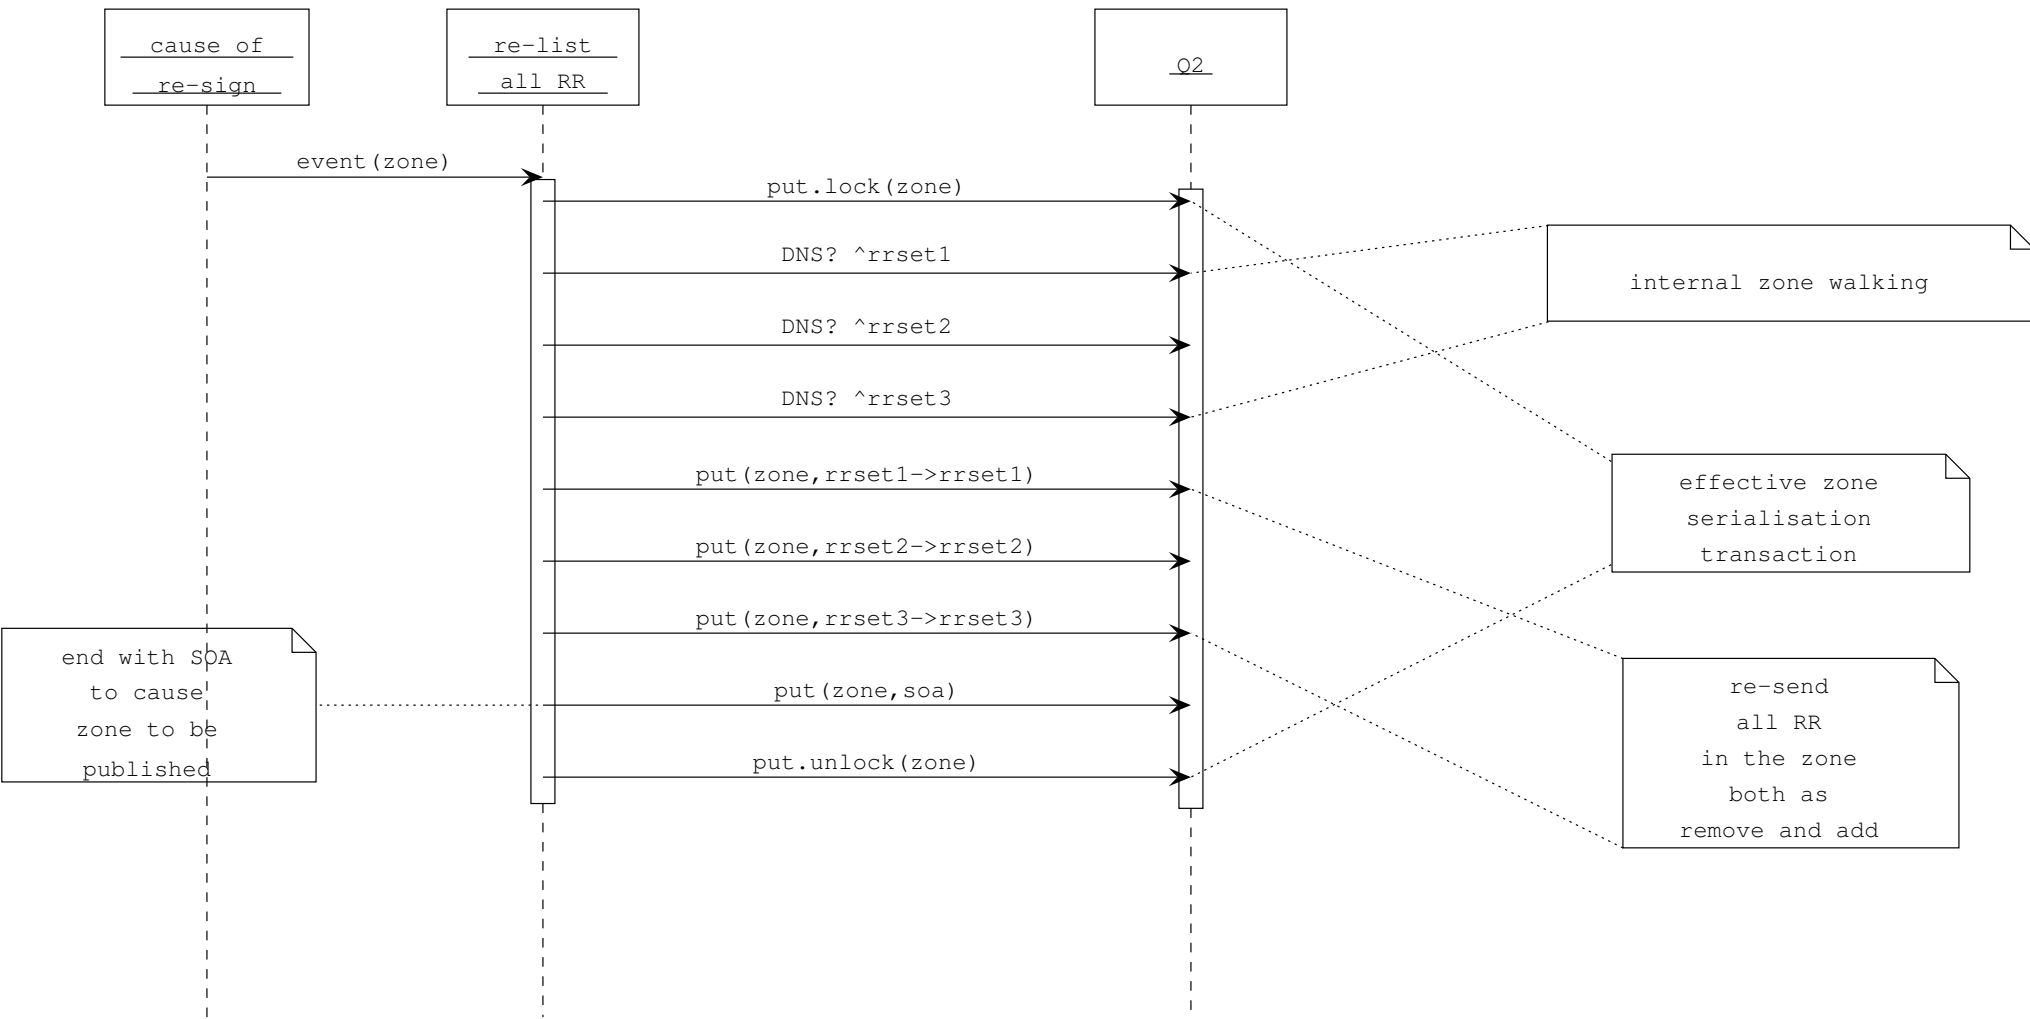 cause of
re-sign
re-list
all RR
Q2
event(zone)
put.lock(zone)
DNS? ^rrset1
internal zone walking
DNS? ^rrset2
DNS? ^rrset3
put(zone,rrset1->rrset1)
effective zone
serialisation
transaction
put(zone,rrset2->rrset2)
put(zone,rrset3->rrset3)
end with SOA
to cause
zone to be
published
put(zone,soa)
put.unlock(zone)
re-send
all RR
in the zone
both as
remove and add